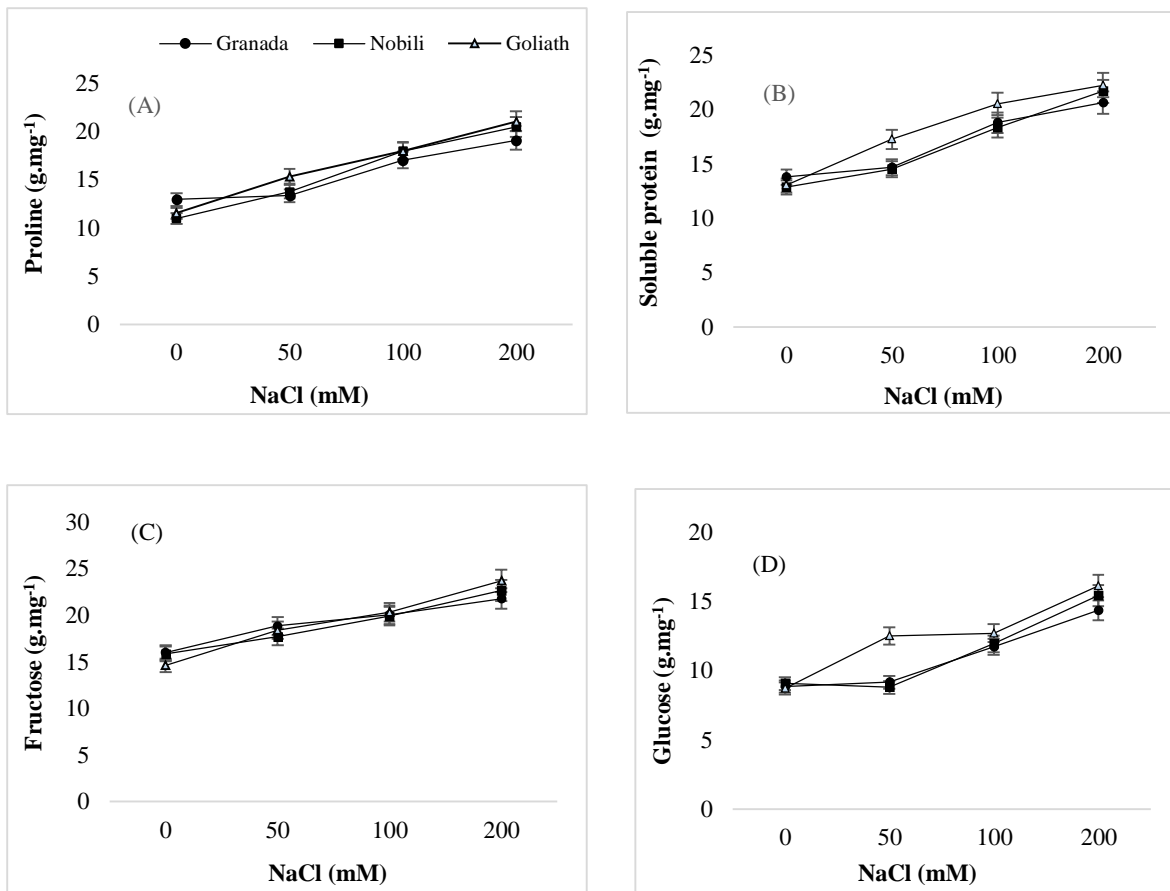 Granada Nobili Goliath
(A)
Proline (g.mg-1)
25
20
15
10
5
0
0 50 100 200
NaCl (mM)
(B)
Soluble protein (g.mg-1)
25
20
15
10
5
0
0 50 100 200
NaCl (mM)
(C)
Fructose (g.mg-1)
30
25
20
15
10
5
0
0 50 100 200
NaCl (mM)
(D)
Glucose (g.mg-1)
20
15
10
5
0
0 50 100 200
NaCl (mM)